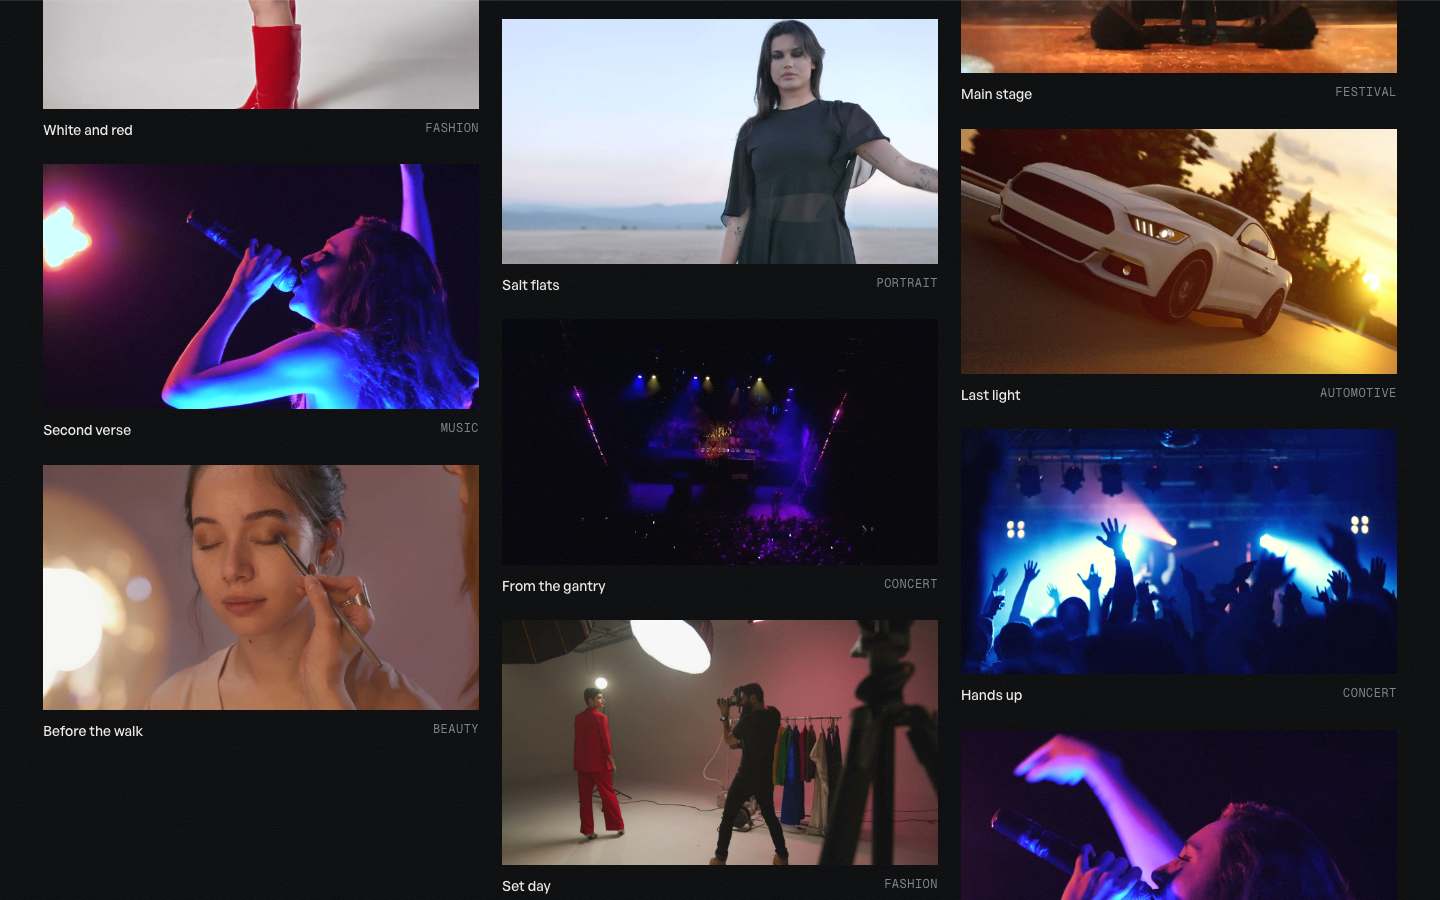 White and red
FASHION
Second verse
MUSIC
Before the walk
BEAUTY
Salt flats
PORTRAIT
From the gantry
CONCERT
Set day
FASHION
Main stage
FESTIVAL
Last light
AUTOMOTIVE
Hands up
CONCERT